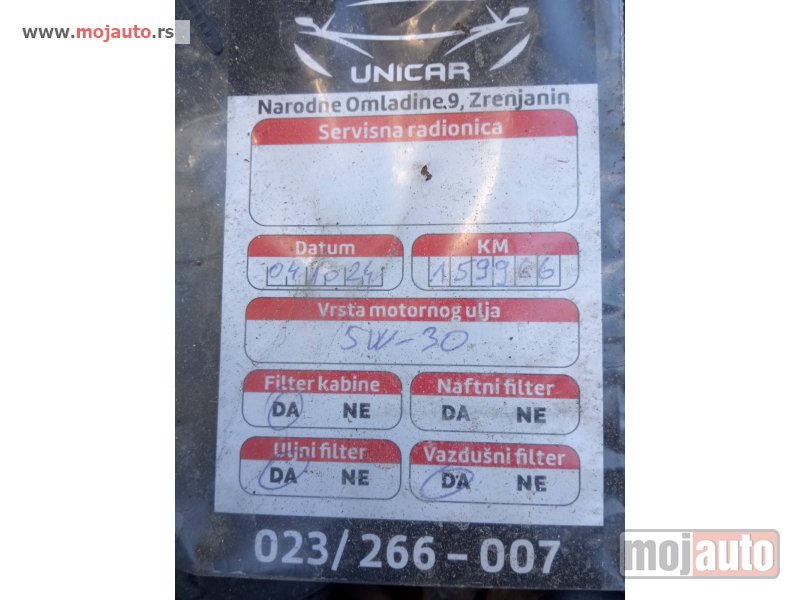 www.mojauto.rs
UNICAR
Narodne Omladine 9, Zrenjanin
Servisna radionica
Datum KM
04 10 24 159966
Vrsta motornog ulja
5W-30
Filter kabine Naftni filter
DA NE DA NE
Uljni filter Vazdušni filter
DA NE DA NE
023/266-007
mojauto